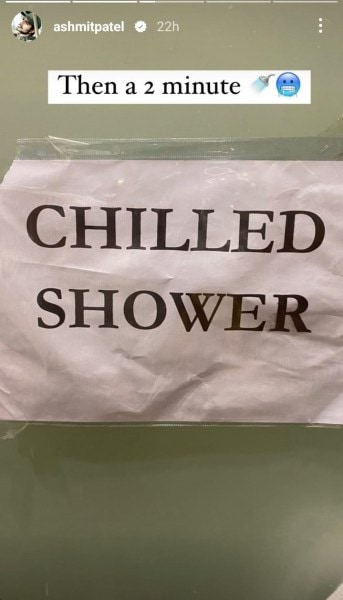 ashmitpatel 22h
Then a 2 minute 🚿🥶
CHILLED
SHOWER